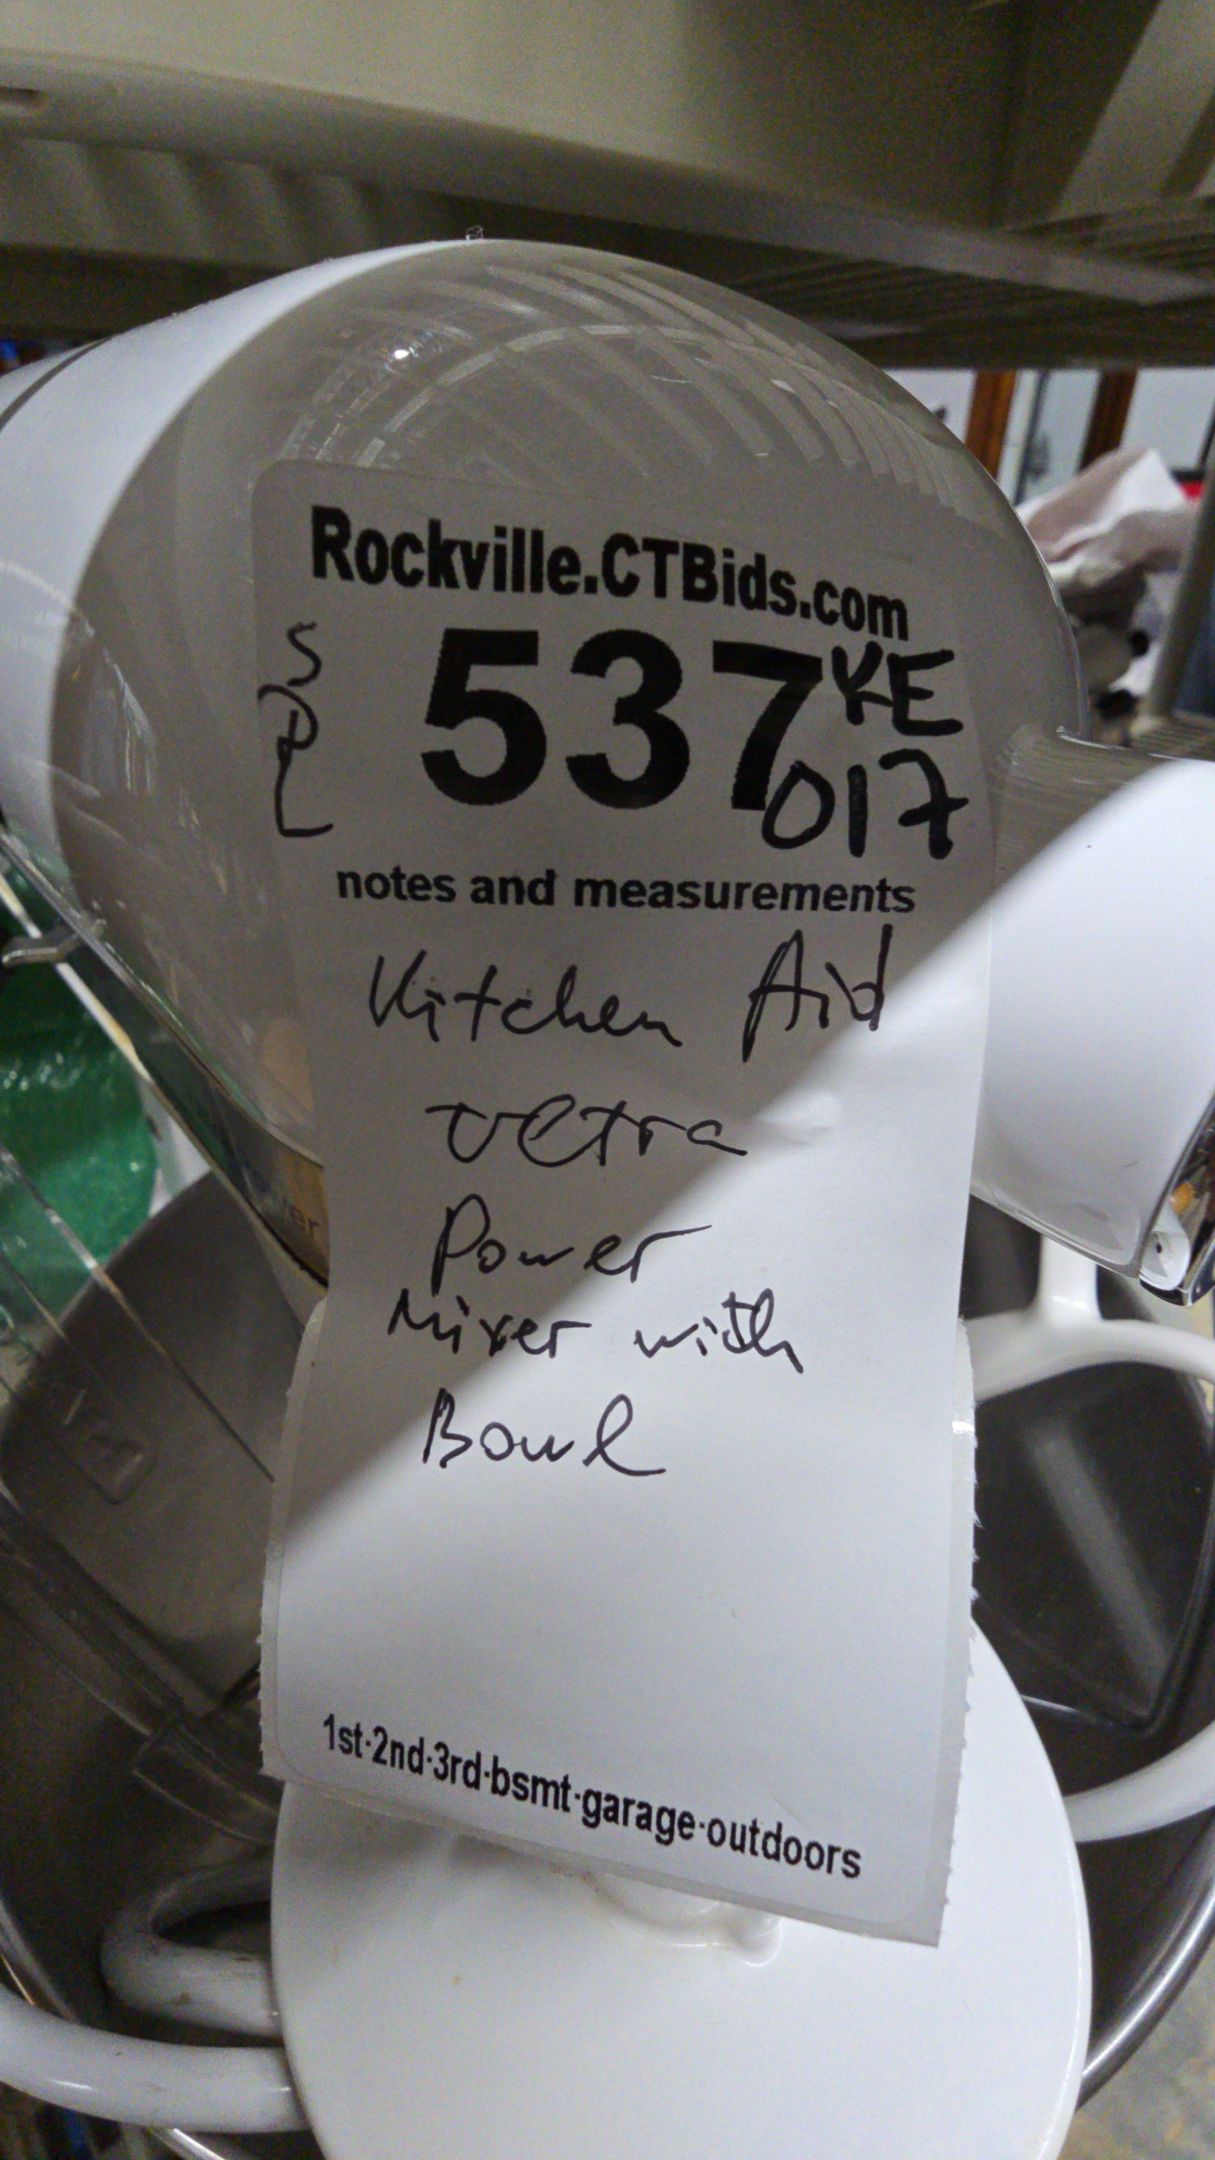 Rockville.CTBids.com
537
KE
017
notes and measurements
Kitchen Aid
Power
Mixer with
Bowl
1st·2nd·3rd·bsmt·garage·outdoors